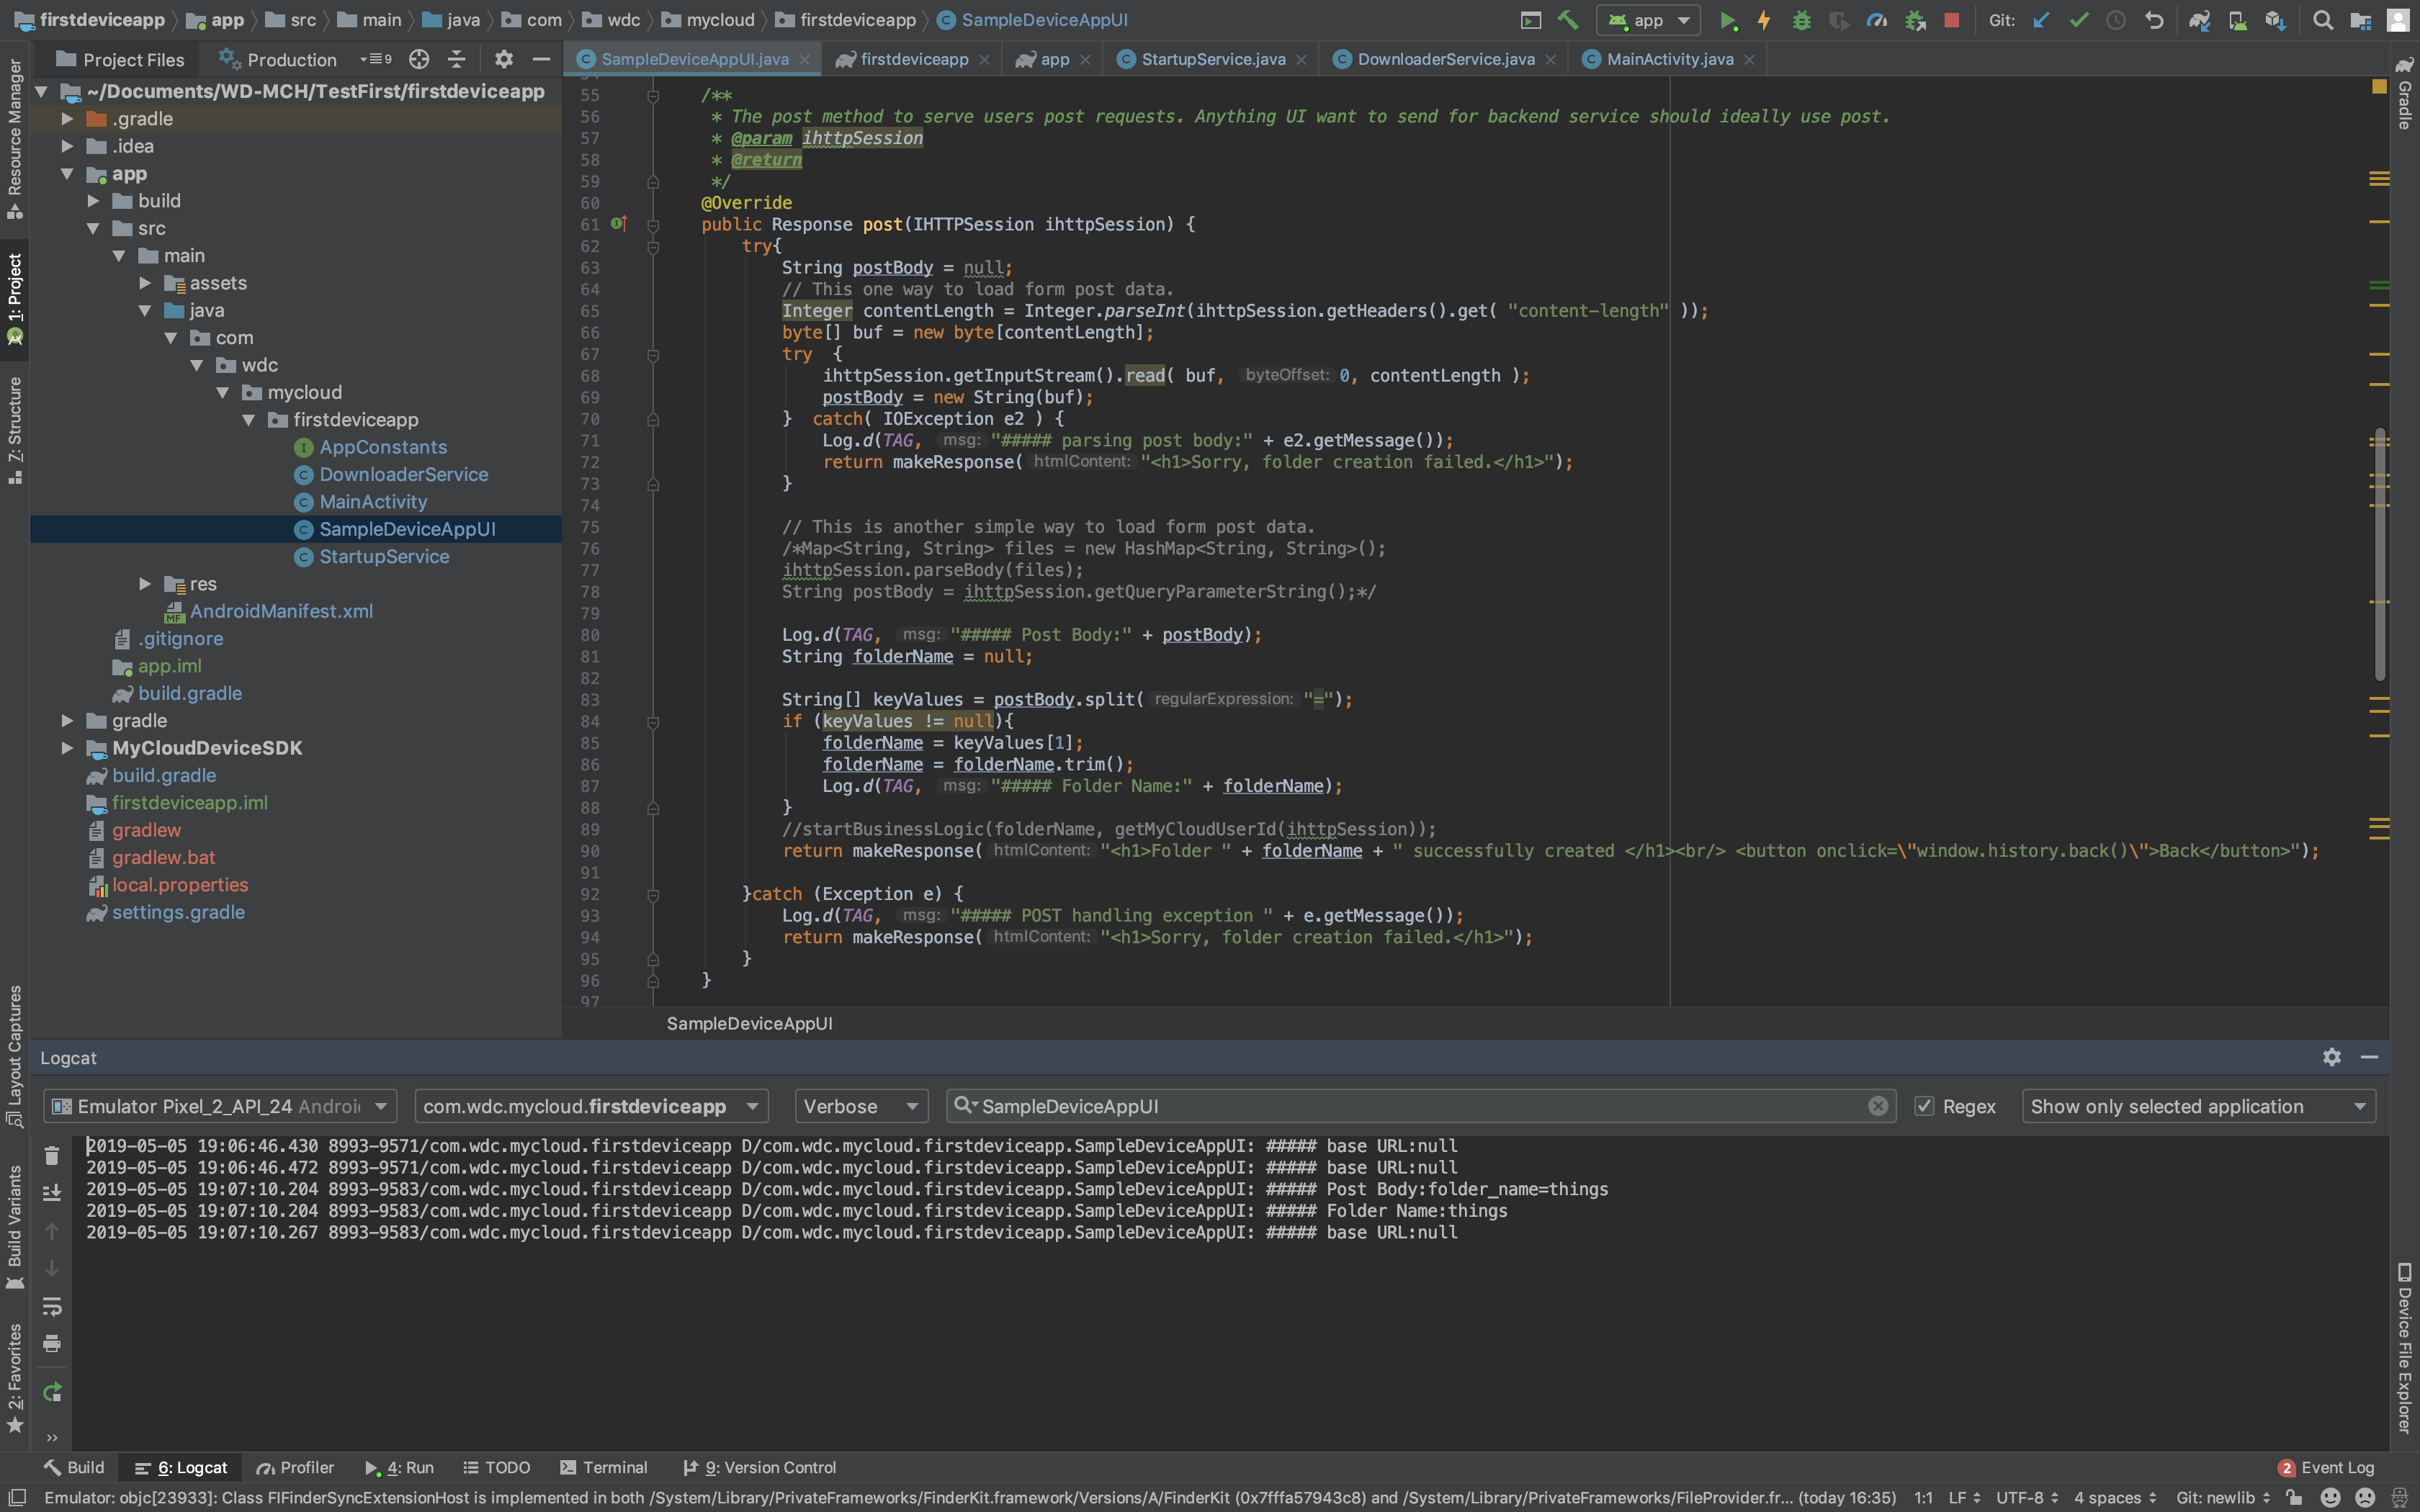 firstdeviceapp app src main java com wdc mycloud firstdeviceapp SampleDeviceAppUI app Git:
Project Files Production 9 SampleDeviceAppUI.java firstdeviceapp app StartupService.java DownloaderService.java MainActivity.java
Resource Manager
1: Project
7: Structure
Layout Captures
Build Variants
2: Favorites
~/Documents/WD-MCH/TestFirst/firstdeviceapp
.gradle
.idea
app
build
src
main
assets
java
com
wdc
mycloud
firstdeviceapp
AppConstants
DownloaderService
MainActivity
SampleDeviceAppUI
StartupService
res
AndroidManifest.xml
.gitignore
app.iml
build.gradle
gradle
MyCloudDeviceSDK
build.gradle
firstdeviceapp.iml
gradlew
gradlew.bat
local.properties
settings.gradle
55 /**
56 * The post method to serve users post requests. Anything UI want to send for backend service should ideally use post.
57 * @param ihttpSession
58 * @return
59 */
60 @Override
61 public Response post(IHTTPSession ihttpSession) {
62 try{
63 String postBody = null;
64 // This one way to load form post data.
65 Integer contentLength = Integer.parseInt(ihttpSession.getHeaders().get( "content-length" ));
66 byte[] buf = new byte[contentLength];
67 try {
68 ihttpSession.getInputStream().read( buf, byteOffset: 0, contentLength );
69 postBody = new String(buf);
70 } catch( IOException e2 ) {
71 Log.d(TAG, msg: "##### parsing post body:" + e2.getMessage());
72 return makeResponse( htmlContent: "<h1>Sorry, folder creation failed.</h1>");
73 }
74
75 // This is another simple way to load form post data.
76 /*Map<String, String> files = new HashMap<String, String>();
77 ihttpSession.parseBody(files);
78 String postBody = ihttpSession.getQueryParameterString();*/
79
80 Log.d(TAG, msg: "##### Post Body:" + postBody);
81 String folderName = null;
82
83 String[] keyValues = postBody.split( regularExpression: "=");
84 if (keyValues != null){
85 folderName = keyValues[1];
86 folderName = folderName.trim();
87 Log.d(TAG, msg: "##### Folder Name:" + folderName);
88 }
89 //startBusinessLogic(folderName, getMyCloudUserId(ihttpSession));
90 return makeResponse( htmlContent: "<h1>Folder " + folderName + " successfully created </h1><br/> <button onclick=\"window.history.back()\">Back</button>");
91
92 }catch (Exception e) {
93 Log.d(TAG, msg: "##### POST handling exception " + e.getMessage());
94 return makeResponse( htmlContent: "<h1>Sorry, folder creation failed.</h1>");
95 }
96 }
97
SampleDeviceAppUI
Gradle
Device File Explorer
Logcat
Emulator Pixel_2_API_24 com.wdc.mycloud.firstdeviceapp Verbose SampleDeviceAppUI Regex Show only selected application
2019-05-05 19:06:46.430 8993-9571/com.wdc.mycloud.firstdeviceapp D/com.wdc.mycloud.firstdeviceapp.SampleDeviceAppUI: ##### base URL:null
2019-05-05 19:06:46.472 8993-9571/com.wdc.mycloud.firstdeviceapp D/com.wdc.mycloud.firstdeviceapp.SampleDeviceAppUI: ##### base URL:null
2019-05-05 19:07:10.204 8993-9583/com.wdc.mycloud.firstdeviceapp D/com.wdc.mycloud.firstdeviceapp.SampleDeviceAppUI: ##### Post Body:folder_name=things
2019-05-05 19:07:10.204 8993-9583/com.wdc.mycloud.firstdeviceapp D/com.wdc.mycloud.firstdeviceapp.SampleDeviceAppUI: ##### Folder Name:things
2019-05-05 19:07:10.267 8993-9583/com.wdc.mycloud.firstdeviceapp D/com.wdc.mycloud.firstdeviceapp.SampleDeviceAppUI: ##### base URL:null
Build 6: Logcat Profiler 4: Run TODO Terminal 9: Version Control 2 Event Log
Emulator: objc[23933]: Class FIFinderSyncExtensionHost is implemented in both /System/Library/PrivateFrameworks/FinderKit.framework/Versions/A/FinderKit (0x7fffa57943c8) and /System/Library/PrivateFrameworks/FileProvider.fr... (today 16:35) 1:1 LF UTF-8 4 spaces Git: newlib